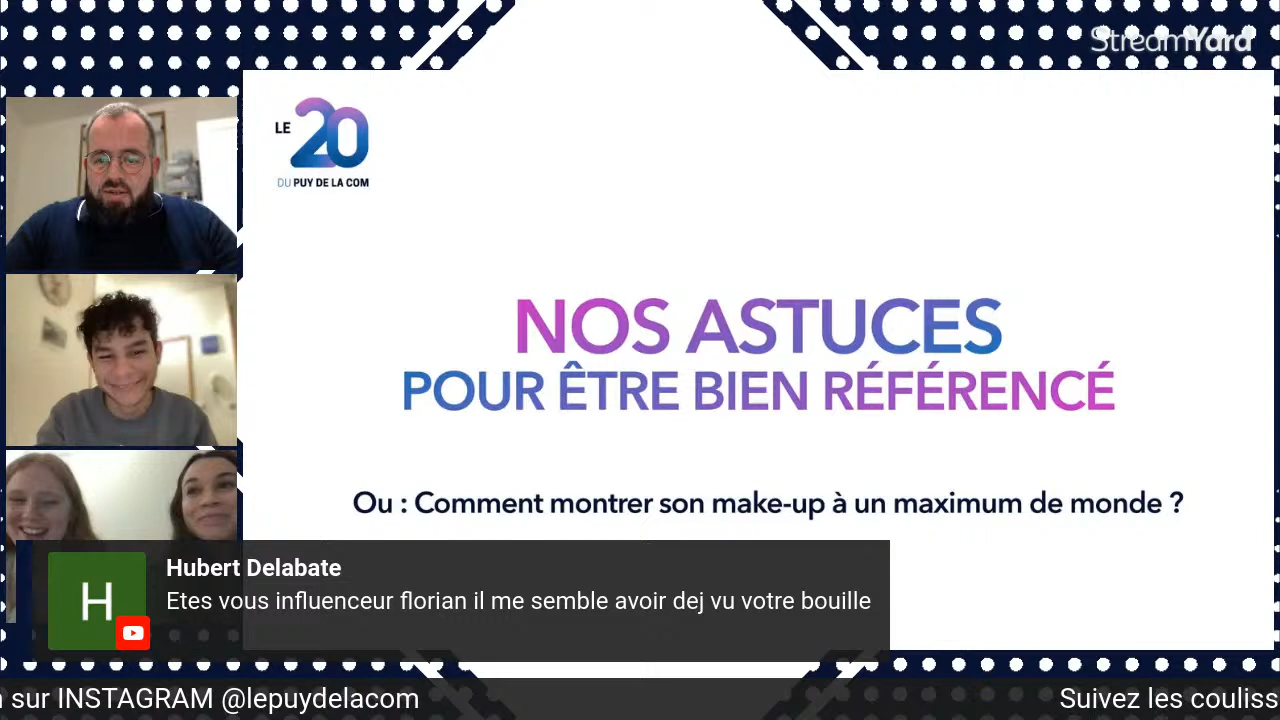 StreamYard
LE 20
DU PUY DE LA COM
NOS ASTUCES
POUR ÊTRE BIEN RÉFÉRENCÉ
Ou : Comment montrer son make-up à un maximum de monde ?
H
Hubert Delabate
Etes vous influenceur florian il me semble avoir dej vu votre bouille
sur INSTAGRAM @lepuydelacom
Suivez les couliss